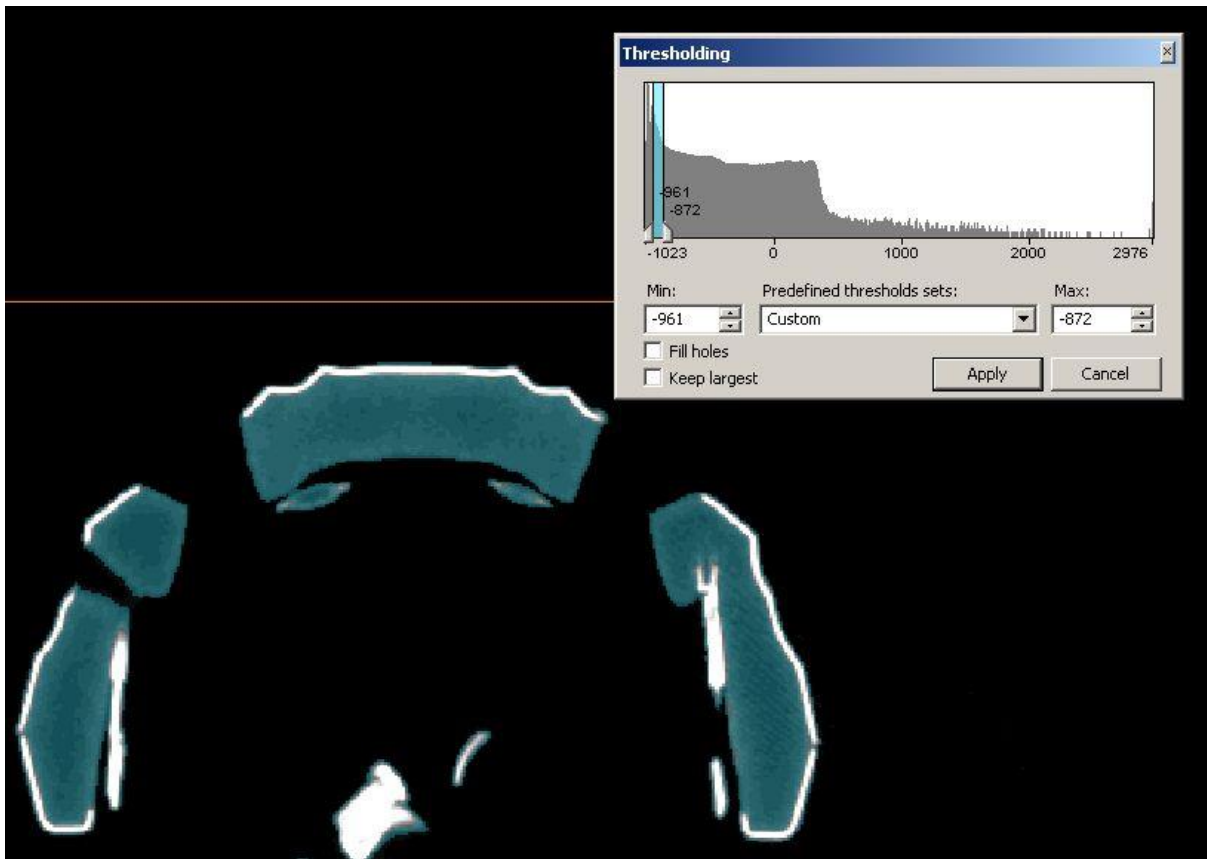 Thresholding
-961
-872
-1023 0 1000 2000 2976
Min: Predefined thresholds sets: Max:
-961 Custom -872
Fill holes
Keep largest
Apply Cancel